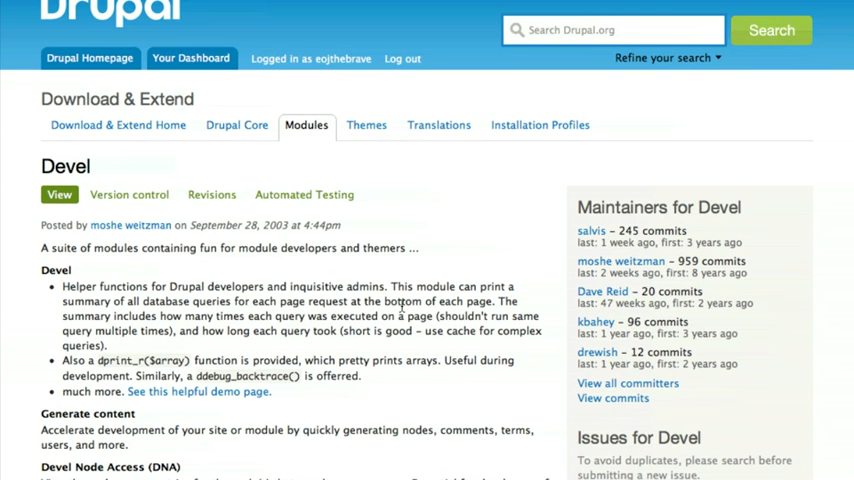 Drupal
Search Drupal.org
Search
Drupal Homepage
Your Dashboard
Logged in as eojthebrave
Log out
Refine your search
Download & Extend
Download & Extend Home
Drupal Core
Modules
Themes
Translations
Installation Profiles
Devel
View
Version control
Revisions
Automated Testing
Posted by moshe weitzman on September 28, 2003 at 4:44pm
A suite of modules containing fun for module developers and themers ...
Devel
• Helper functions for Drupal developers and inquisitive admins. This module can print a
summary of all database queries for each page request at the bottom of each page. The
summary includes how many times each query was executed on a page (shouldn't run same
query multiple times), and how long each query took (short is good - use cache for complex
queries).
• Also a dprint_r($array) function is provided, which pretty prints arrays. Useful during
development. Similarly, a ddebug_backtrace() is offerred.
• much more. See this helpful demo page.
Generate content
Accelerate development of your site or module by quickly generating nodes, comments, terms,
users, and more.
Devel Node Access (DNA)
Maintainers for Devel
salvis - 245 commits
last: 1 week ago, first: 3 years ago
moshe weitzman - 959 commits
last: 2 weeks ago, first: 8 years ago
Dave Reid - 20 commits
last: 47 weeks ago, first: 2 years ago
kbahey - 96 commits
last: 1 year ago, first: 3 years ago
drewish - 12 commits
last: 1 year ago, first: 2 years ago
View all committers
View commits
Issues for Devel
To avoid duplicates, please search before
submitting a new issue.